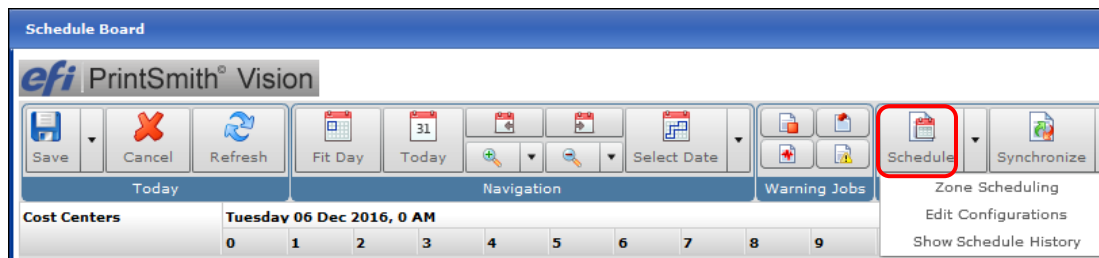 Schedule Board
efi PrintSmith® Vision
31
Save Cancel Refresh Fit Day Today Select Date Schedule Synchronize
Today Navigation Warning Jobs Zone Scheduling
Cost Centers Tuesday 06 Dec 2016, 0 AM Edit Configurations
0 1 2 3 4 5 6 7 8 9 Show Schedule History